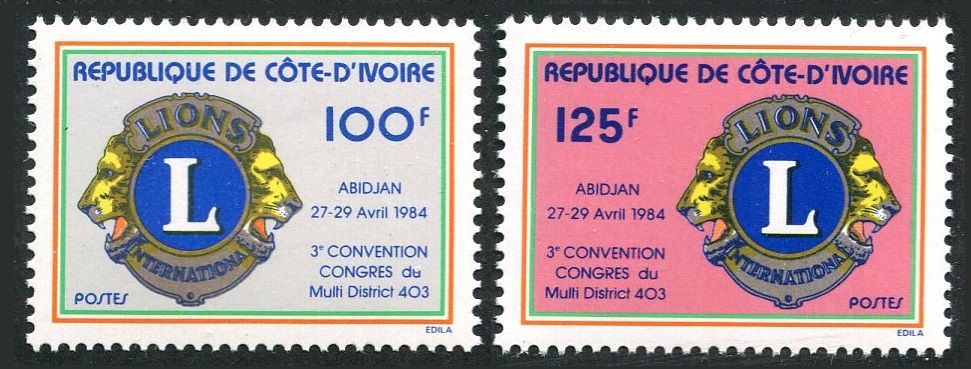 REPUBLIQUE DE CÔTE-D'IVOIRE
100F
LIONS
L
INTERNATIONAL
ABIDJAN
27-29 Avril 1984
3e CONVENTION
CONGRES du
Multi District 403
POSTES
EDILA
REPUBLIQUE DE CÔTE-D'IVOIRE
125F
LIONS
L
INTERNATIONAL
ABIDJAN
27-29 Avril 1984
3e CONVENTION
CONGRES du
Multi District 403
POSTES
EDILA